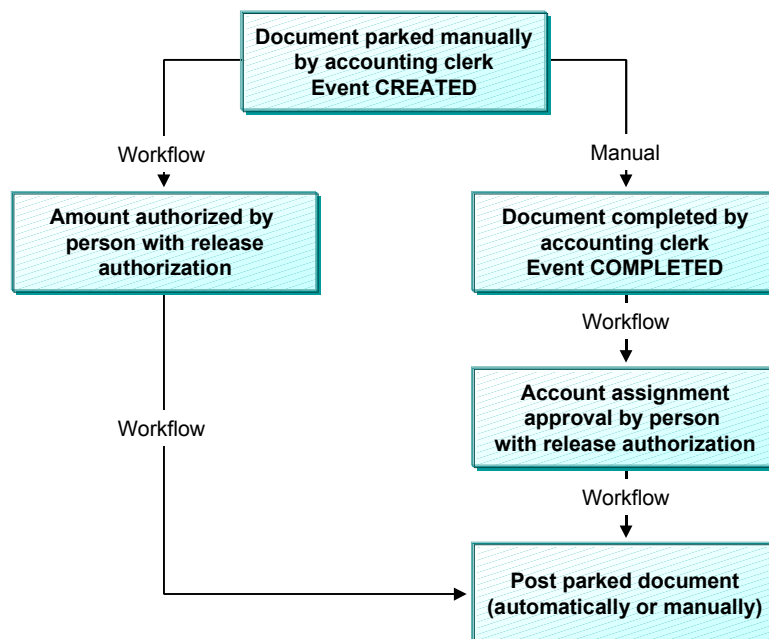 Document parked manually
by accounting clerk
Event CREATED
Workflow
Manual
Amount authorized by
person with release
authorization
Document completed by
accounting clerk
Event COMPLETED
Workflow
Account assignment
approval by person
with release authorization
Workflow
Workflow
Post parked document
(automatically or manually)